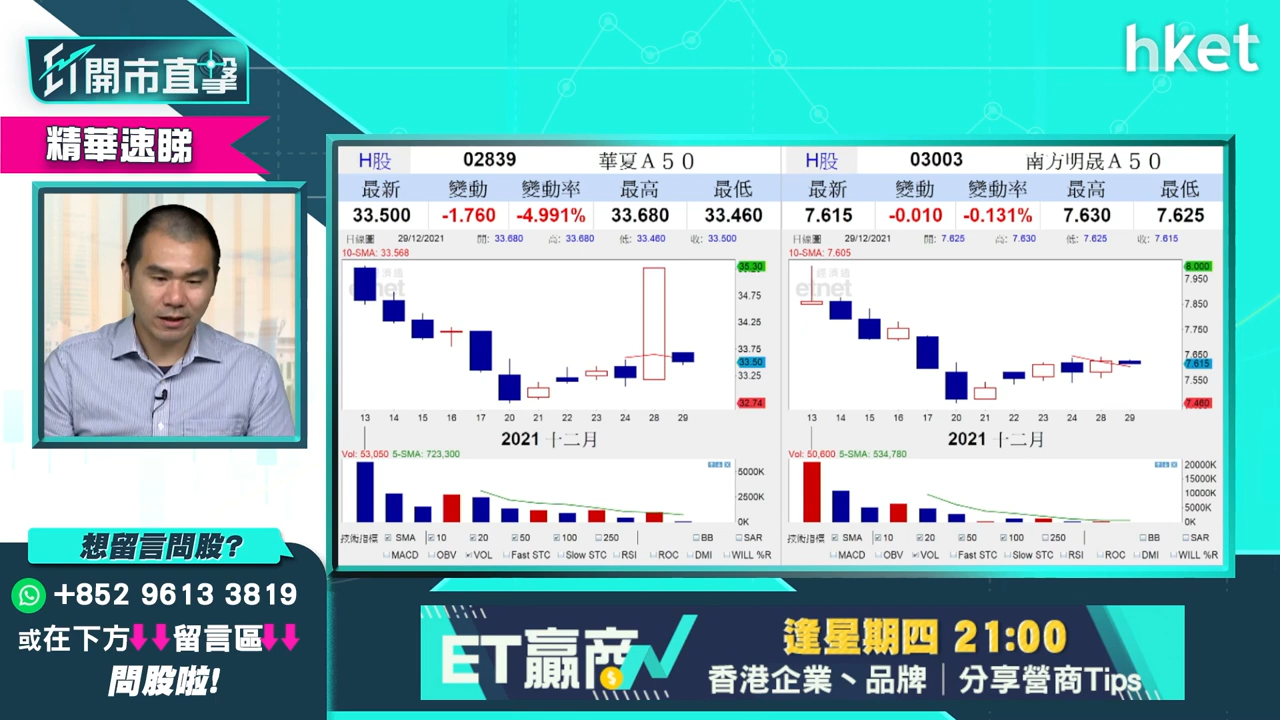 ET開市直擊
hket
精華速睇
H股 02839 華夏A50
最新 變動 變動率 最高 最低
33.500 -1.760 -4.991% 33.680 33.460
日線圖 29/12/2021 開: 33.680 高: 33.680 低: 33.460 收: 33.500
10-SMA: 33.568
經濟通
etnet
35.30
34.75
34.25
33.75
33.50
33.25
32.74
13 14 15 16 17 20 21 22 23 24 28 29
2021 十二月
Vol: 53,050 5-SMA: 723,300
5000K
2500K
0K
技術指標 SMA 10 20 50 100 250 BB SAR
MACD OBV VOL Fast STC Slow STC RSI ROC DMI WILL %R
H股 03003 南方明晟A50
最新 變動 變動率 最高 最低
7.615 -0.010 -0.131% 7.630 7.625
日線圖 29/12/2021 開: 7.625 高: 7.630 低: 7.625 收: 7.615
10-SMA: 7.605
經濟通
etnet
8.000
7.950
7.850
7.750
7.650
7.615
7.550
7.460
13 14 15 16 17 20 21 22 23 24 28 29
2021 十二月
Vol: 50,600 5-SMA: 534,780
20000K
15000K
10000K
5000K
0K
技術指標 SMA 10 20 50 100 250 BB SAR
MACD OBV VOL Fast STC Slow STC RSI ROC DMI WILL %R
想留言問股?
+852 9613 3819
或在下方留言區
問股啦!
ET贏商
逢星期四 21:00
香港企業、品牌｜分享營商Tips